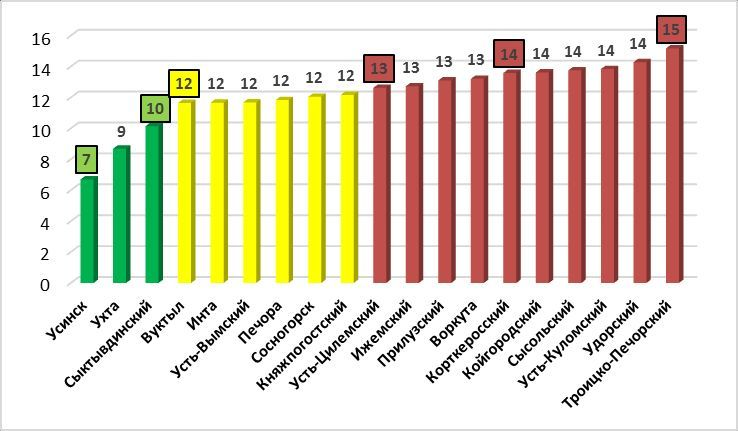 16
14
12
10
8
6
4
2
0
7
9
10
12
12
12
12
12
12
13
13
13
13
14
14
14
14
14
15
Усинск
Ухта
Сыктывдинский
Вуктыл
Инта
Усть-Вымский
Печора
Сосногорск
Княжпогостский
Усть-Цилемский
Ижемский
Прилузский
Воркута
Корткеросский
Койгородский
Сысольский
Усть-Куломский
Удорский
Троицко-Печорский